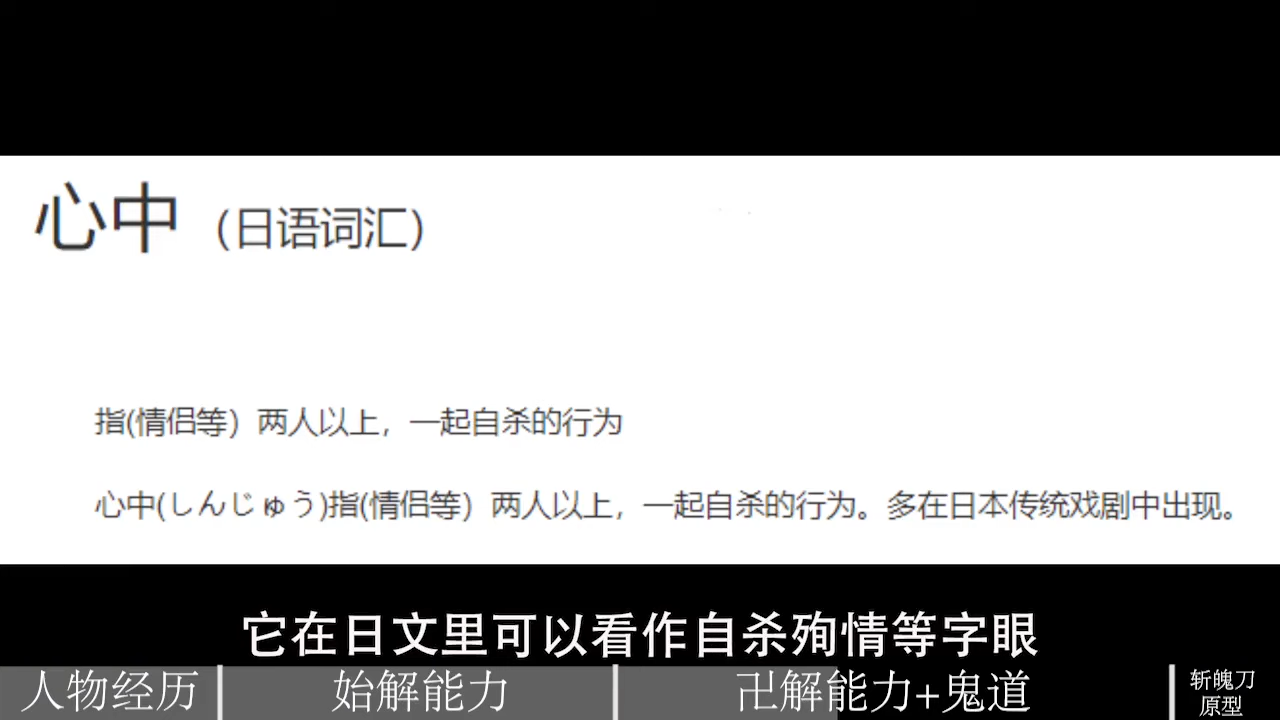 心中（日语词汇）
指(情侣等）两人以上，一起自杀的行为
心中(しんじゅう)指(情侣等）两人以上，一起自杀的行为。多在日本传统戏剧中出现。
它在日文里可以看作自杀殉情等字眼
人物经历
始解能力
卍解能力+鬼道
斩魄刀
原型